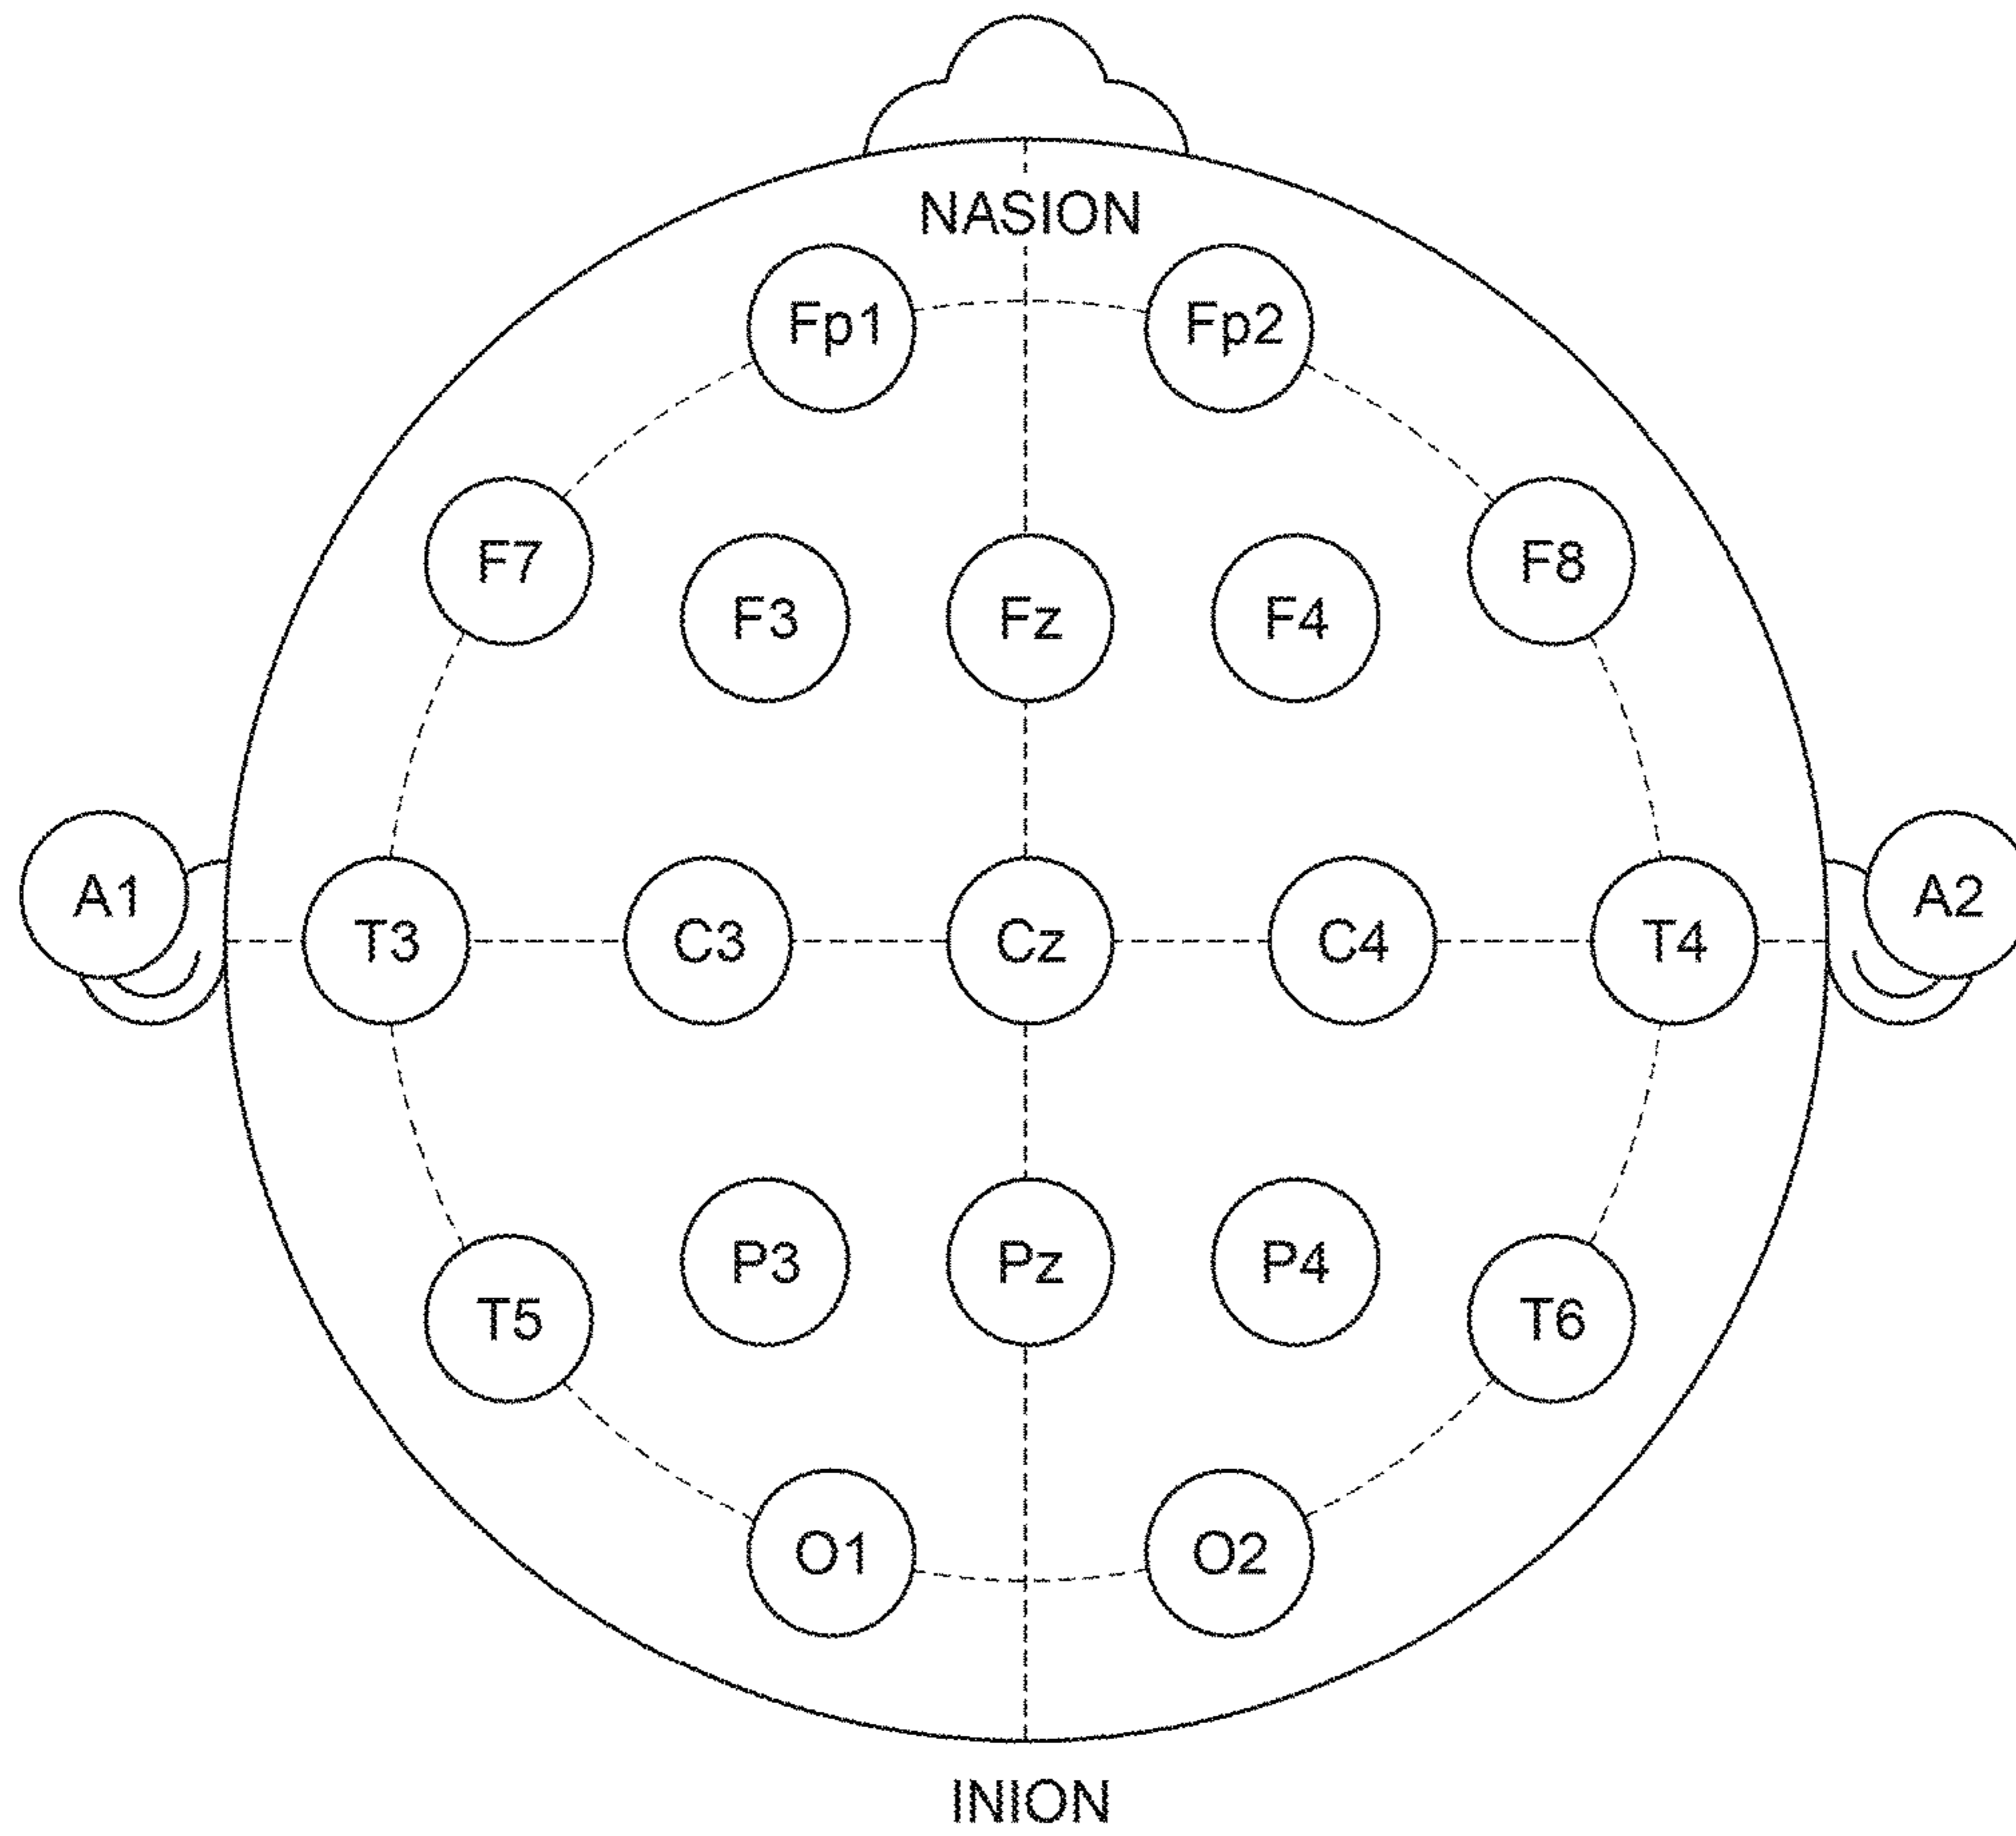 NASION
Fp1 Fp2
F7 F3 Fz F4 F8
A1 T3 C3 Cz C4 T4 A2
T5 P3 Pz P4 T6
O1 O2
INION